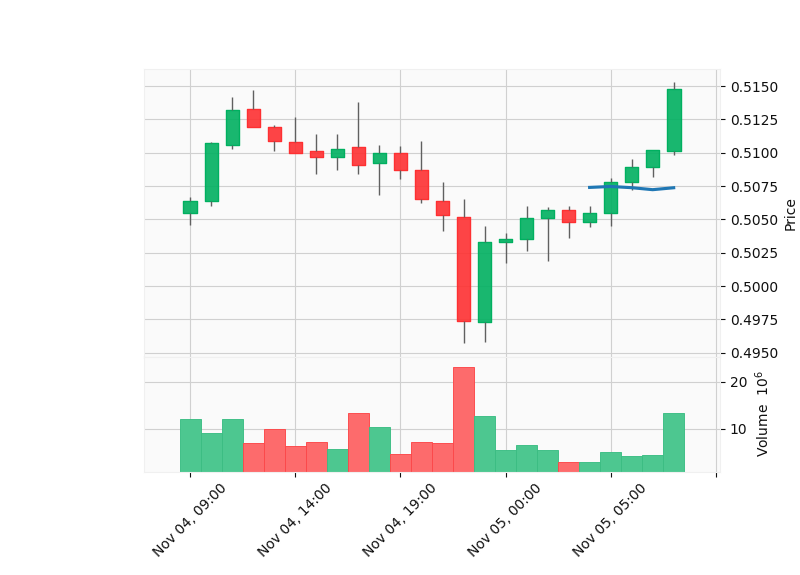 0.5150
0.5125
0.5100
0.5075
0.5050
0.5025
0.5000
0.4975
0.4950
Price
20
10
Volume 10⁶
Nov 04, 09:00
Nov 04, 14:00
Nov 04, 19:00
Nov 05, 00:00
Nov 05, 05:00